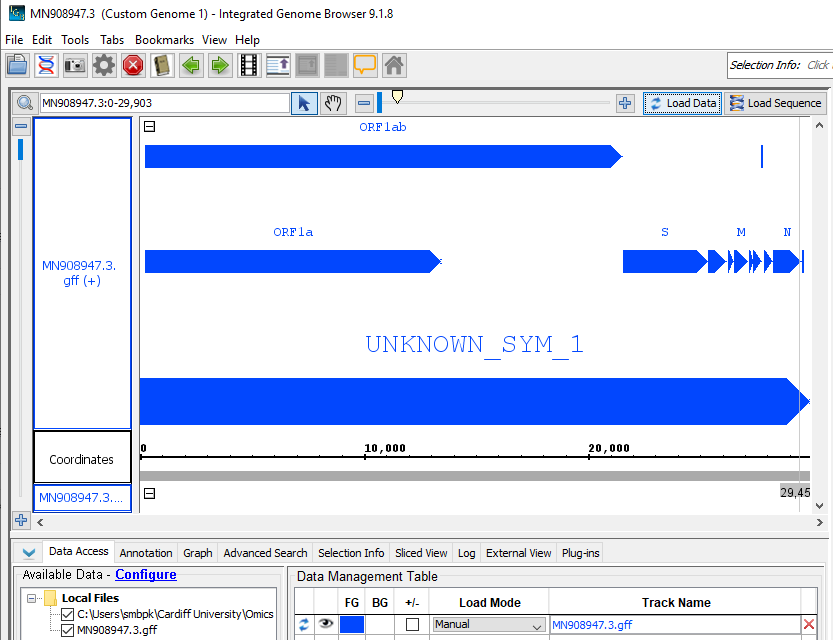 MN908947.3 (Custom Genome 1) - Integrated Genome Browser 9.1.8
File Edit Tools Tabs Bookmarks View Help
Selection Info: Click
MN908947.3:0-29,903
Load Data
Load Sequence
ORF1ab
ORF1a
S
M
N
MN908947.3.
gff (+)
UNKNOWN_SYM_1
Coordinates
0
10,000
20,000
MN908947.3....
29,45
Data Access Annotation Graph Advanced Search Selection Info Sliced View Log External View Plug-ins
Available Data - Configure
Data Management Table
Local Files
FG BG +/- Load Mode Track Name
C:\Users\smbpk\Cardiff University\Omics
MN908947.3.gff
Manual
MN908947.3.gff